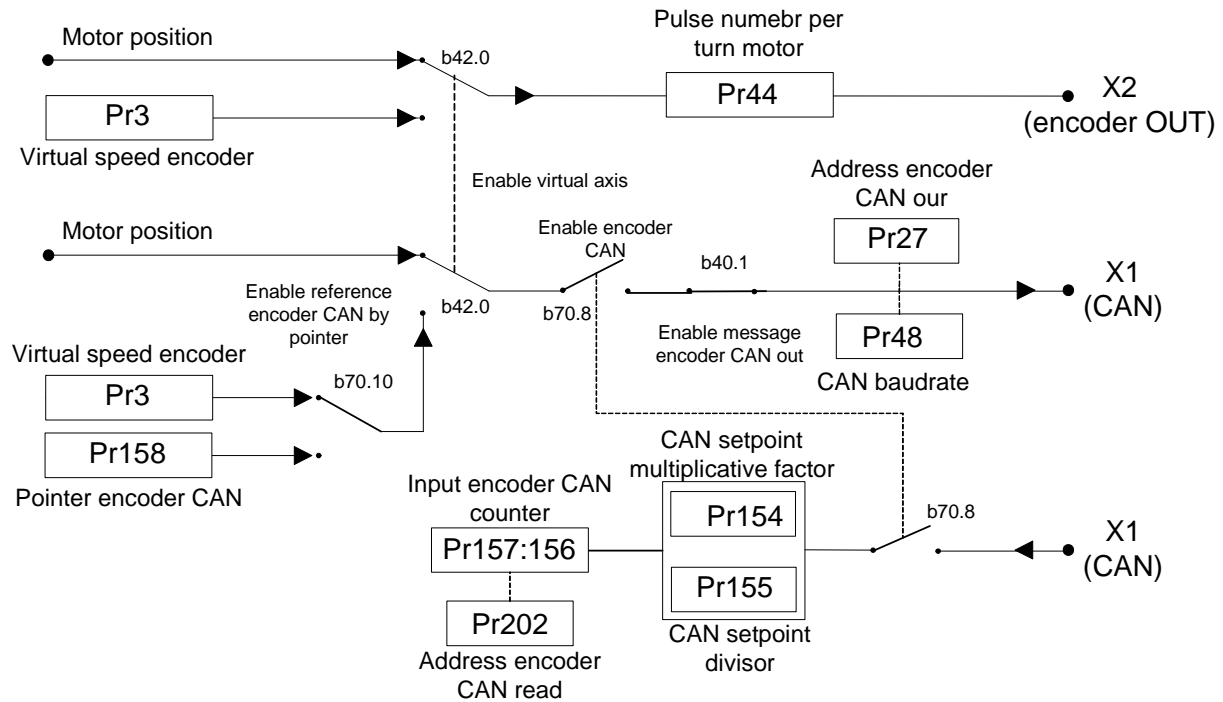 Motor position
b42.0
Pulse numebr per
turn motor
Pr44
X2
(encoder OUT)
Pr3
Virtual speed encoder
Enable virtual axis
Address encoder
CAN our
Pr27
Motor position
Enable encoder
CAN
b40.1
X1
(CAN)
Enable reference
encoder CAN by
pointer
b42.0
b70.8
Enable message
encoder CAN out
Pr48
CAN baudrate
Virtual speed encoder
Pr3
b70.10
Pr158
Pointer encoder CAN
CAN setpoint
multiplicative factor
Input encoder CAN
counter
Pr154
b70.8
Pr157:156
X1
(CAN)
Pr155
Pr202
Address encoder
CAN read
CAN setpoint
divisor